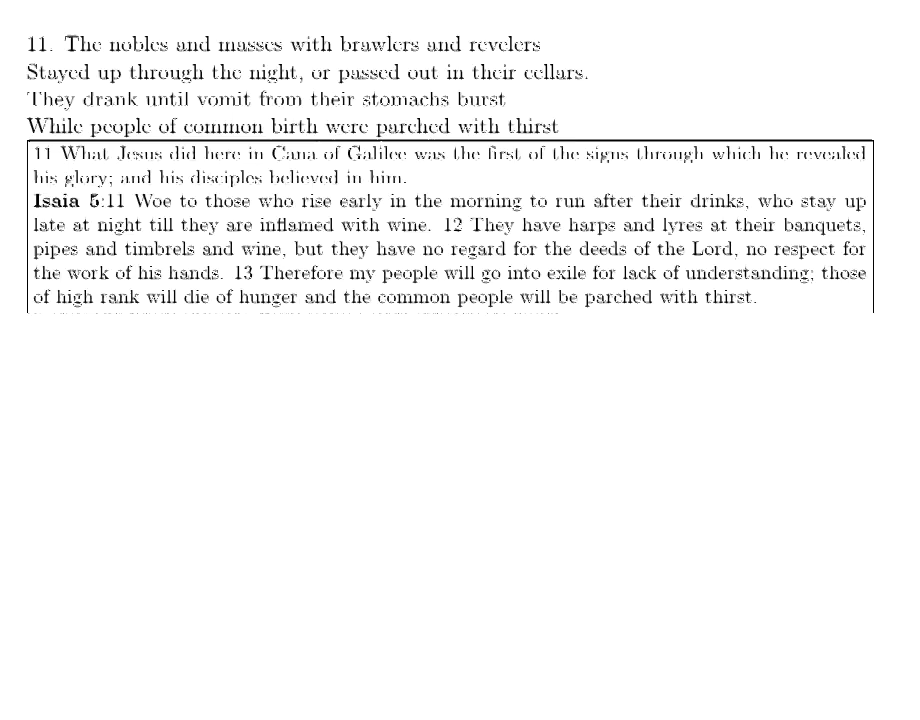 11. The nobles and masses with brawlers and revelers
Stayed up through the night, or passed out in their cellars.
They drank until vomit from their stomachs burst
While people of common birth were parched with thirst
11 What Jesus did here in Cana of Galilee was the first of the signs through which he revealed
his glory; and his disciples believed in him.
Isaia 5:11 Woe to those who rise early in the morning to run after their drinks, who stay up
late at night till they are inflamed with wine. 12 They have harps and lyres at their banquets,
pipes and timbrels and wine, but they have no regard for the deeds of the Lord, no respect for
the work of his hands. 13 Therefore my people will go into exile for lack of understanding; those
of high rank will die of hunger and the common people will be parched with thirst.